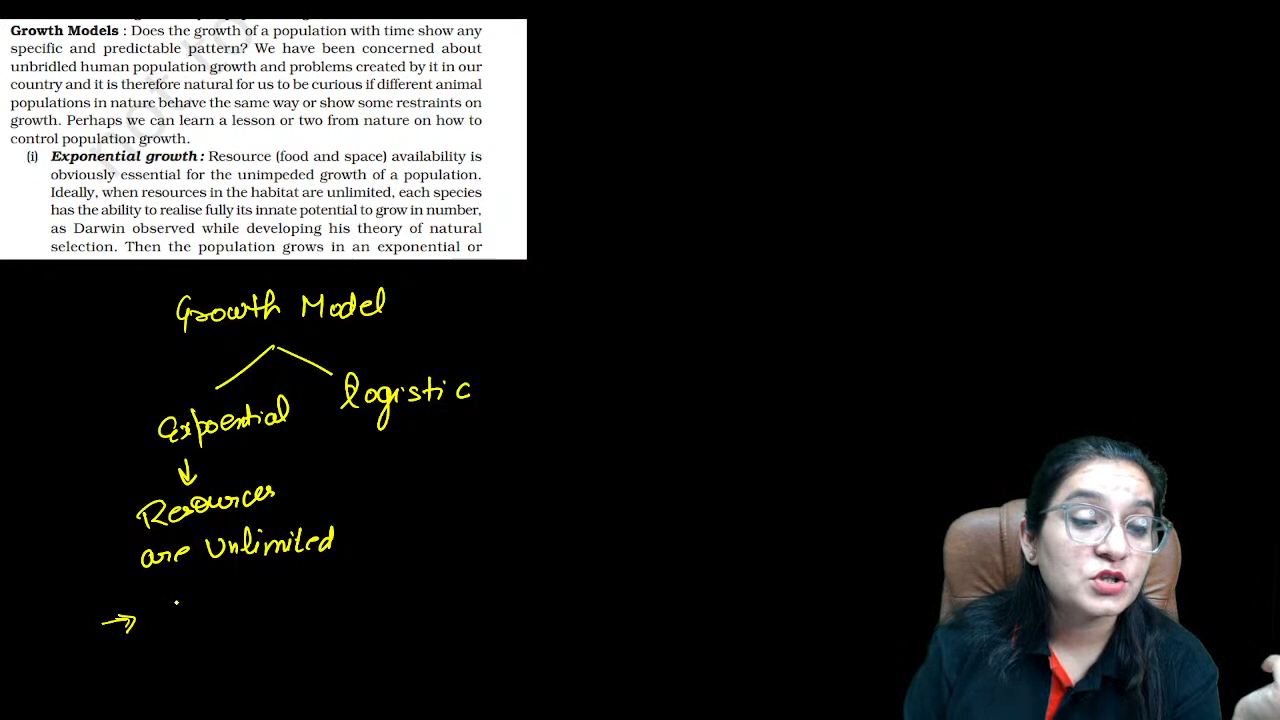 Growth Models : Does the growth of a population with time show any
specific and predictable pattern? We have been concerned about
unbridled human population growth and problems created by it in our
country and it is therefore natural for us to be curious if different animal
populations in nature behave the same way or show some restraints on
growth. Perhaps we can learn a lesson or two from nature on how to
control population growth.
(i) Exponential growth : Resource (food and space) availability is
obviously essential for the unimpeded growth of a population.
Ideally, when resources in the habitat are unlimited, each species
has the ability to realise fully its innate potential to grow in number,
as Darwin observed while developing his theory of natural
selection. Then the population grows in an exponential or
Growth Model
Expoential
logistic
Resources
are Unlimited